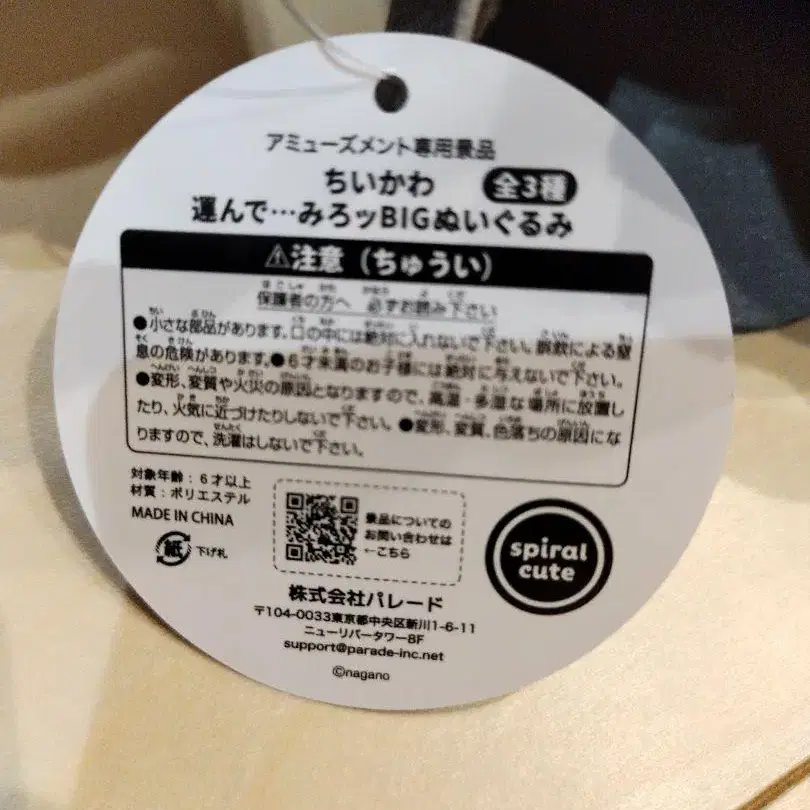 アミューズメント専用景品
ちいかわ 全3種
運んで…みろッBIGぬいぐるみ
⚠注意（ちゅうい）
保護者の方へ 必ずお読み下さい
●小さな部品があります。口の中には絶対に入れないで下さい。誤飲による窒
息の危険があります。●6才未満のお子様には絶対に与えないで下さい。
●変形、変質や火災の原因となりますので、高温・多湿な場所に放置し
たり、火気に近づけたりしないで下さい。●変形、変質、色落ちの原因にな
りますので、洗濯はしないで下さい。
対象年齢：6才以上
材質：ポリエステル
MADE IN CHINA
紙 下げ札
景品についての
お問い合わせは
←こちら
spiral
cute
株式会社パレード
〒104-0033東京都中央区新川1-6-11
ニューリバータワー8F
support@parade-inc.net
©nagano